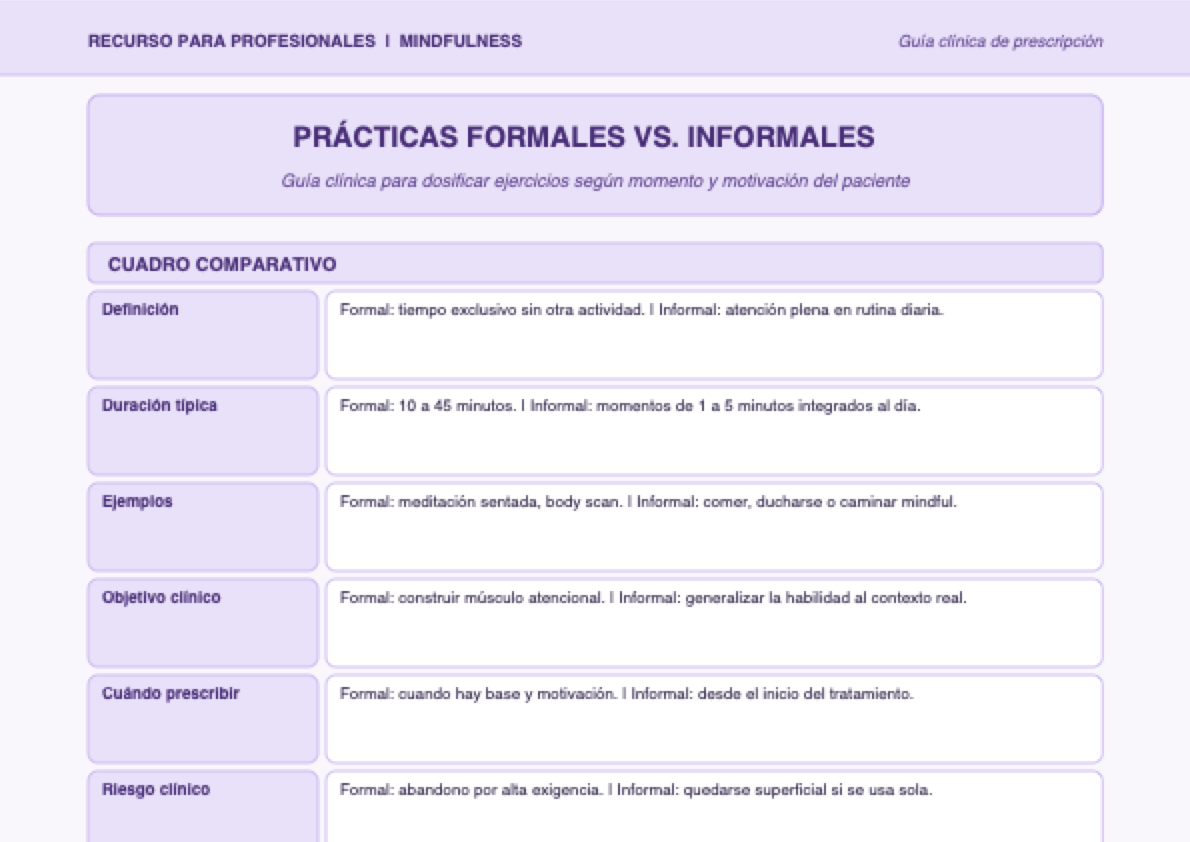 RECURSO PARA PROFESIONALES | MINDFULNESS
Guía clínica de prescripción
PRÁCTICAS FORMALES VS. INFORMALES
Guía clínica para dosificar ejercicios según momento y motivación del paciente
CUADRO COMPARATIVO
Definición
Formal: tiempo exclusivo sin otra actividad. | Informal: atención plena en rutina diaria.
Duración típica
Formal: 10 a 45 minutos. | Informal: momentos de 1 a 5 minutos integrados al día.
Ejemplos
Formal: meditación sentada, body scan. | Informal: comer, ducharse o caminar mindful.
Objetivo clínico
Formal: construir músculo atencional. | Informal: generalizar la habilidad al contexto real.
Cuándo prescribir
Formal: cuando hay base y motivación. | Informal: desde el inicio del tratamiento.
Riesgo clínico
Formal: abandono por alta exigencia. | Informal: quedarse superficial si se usa sola.